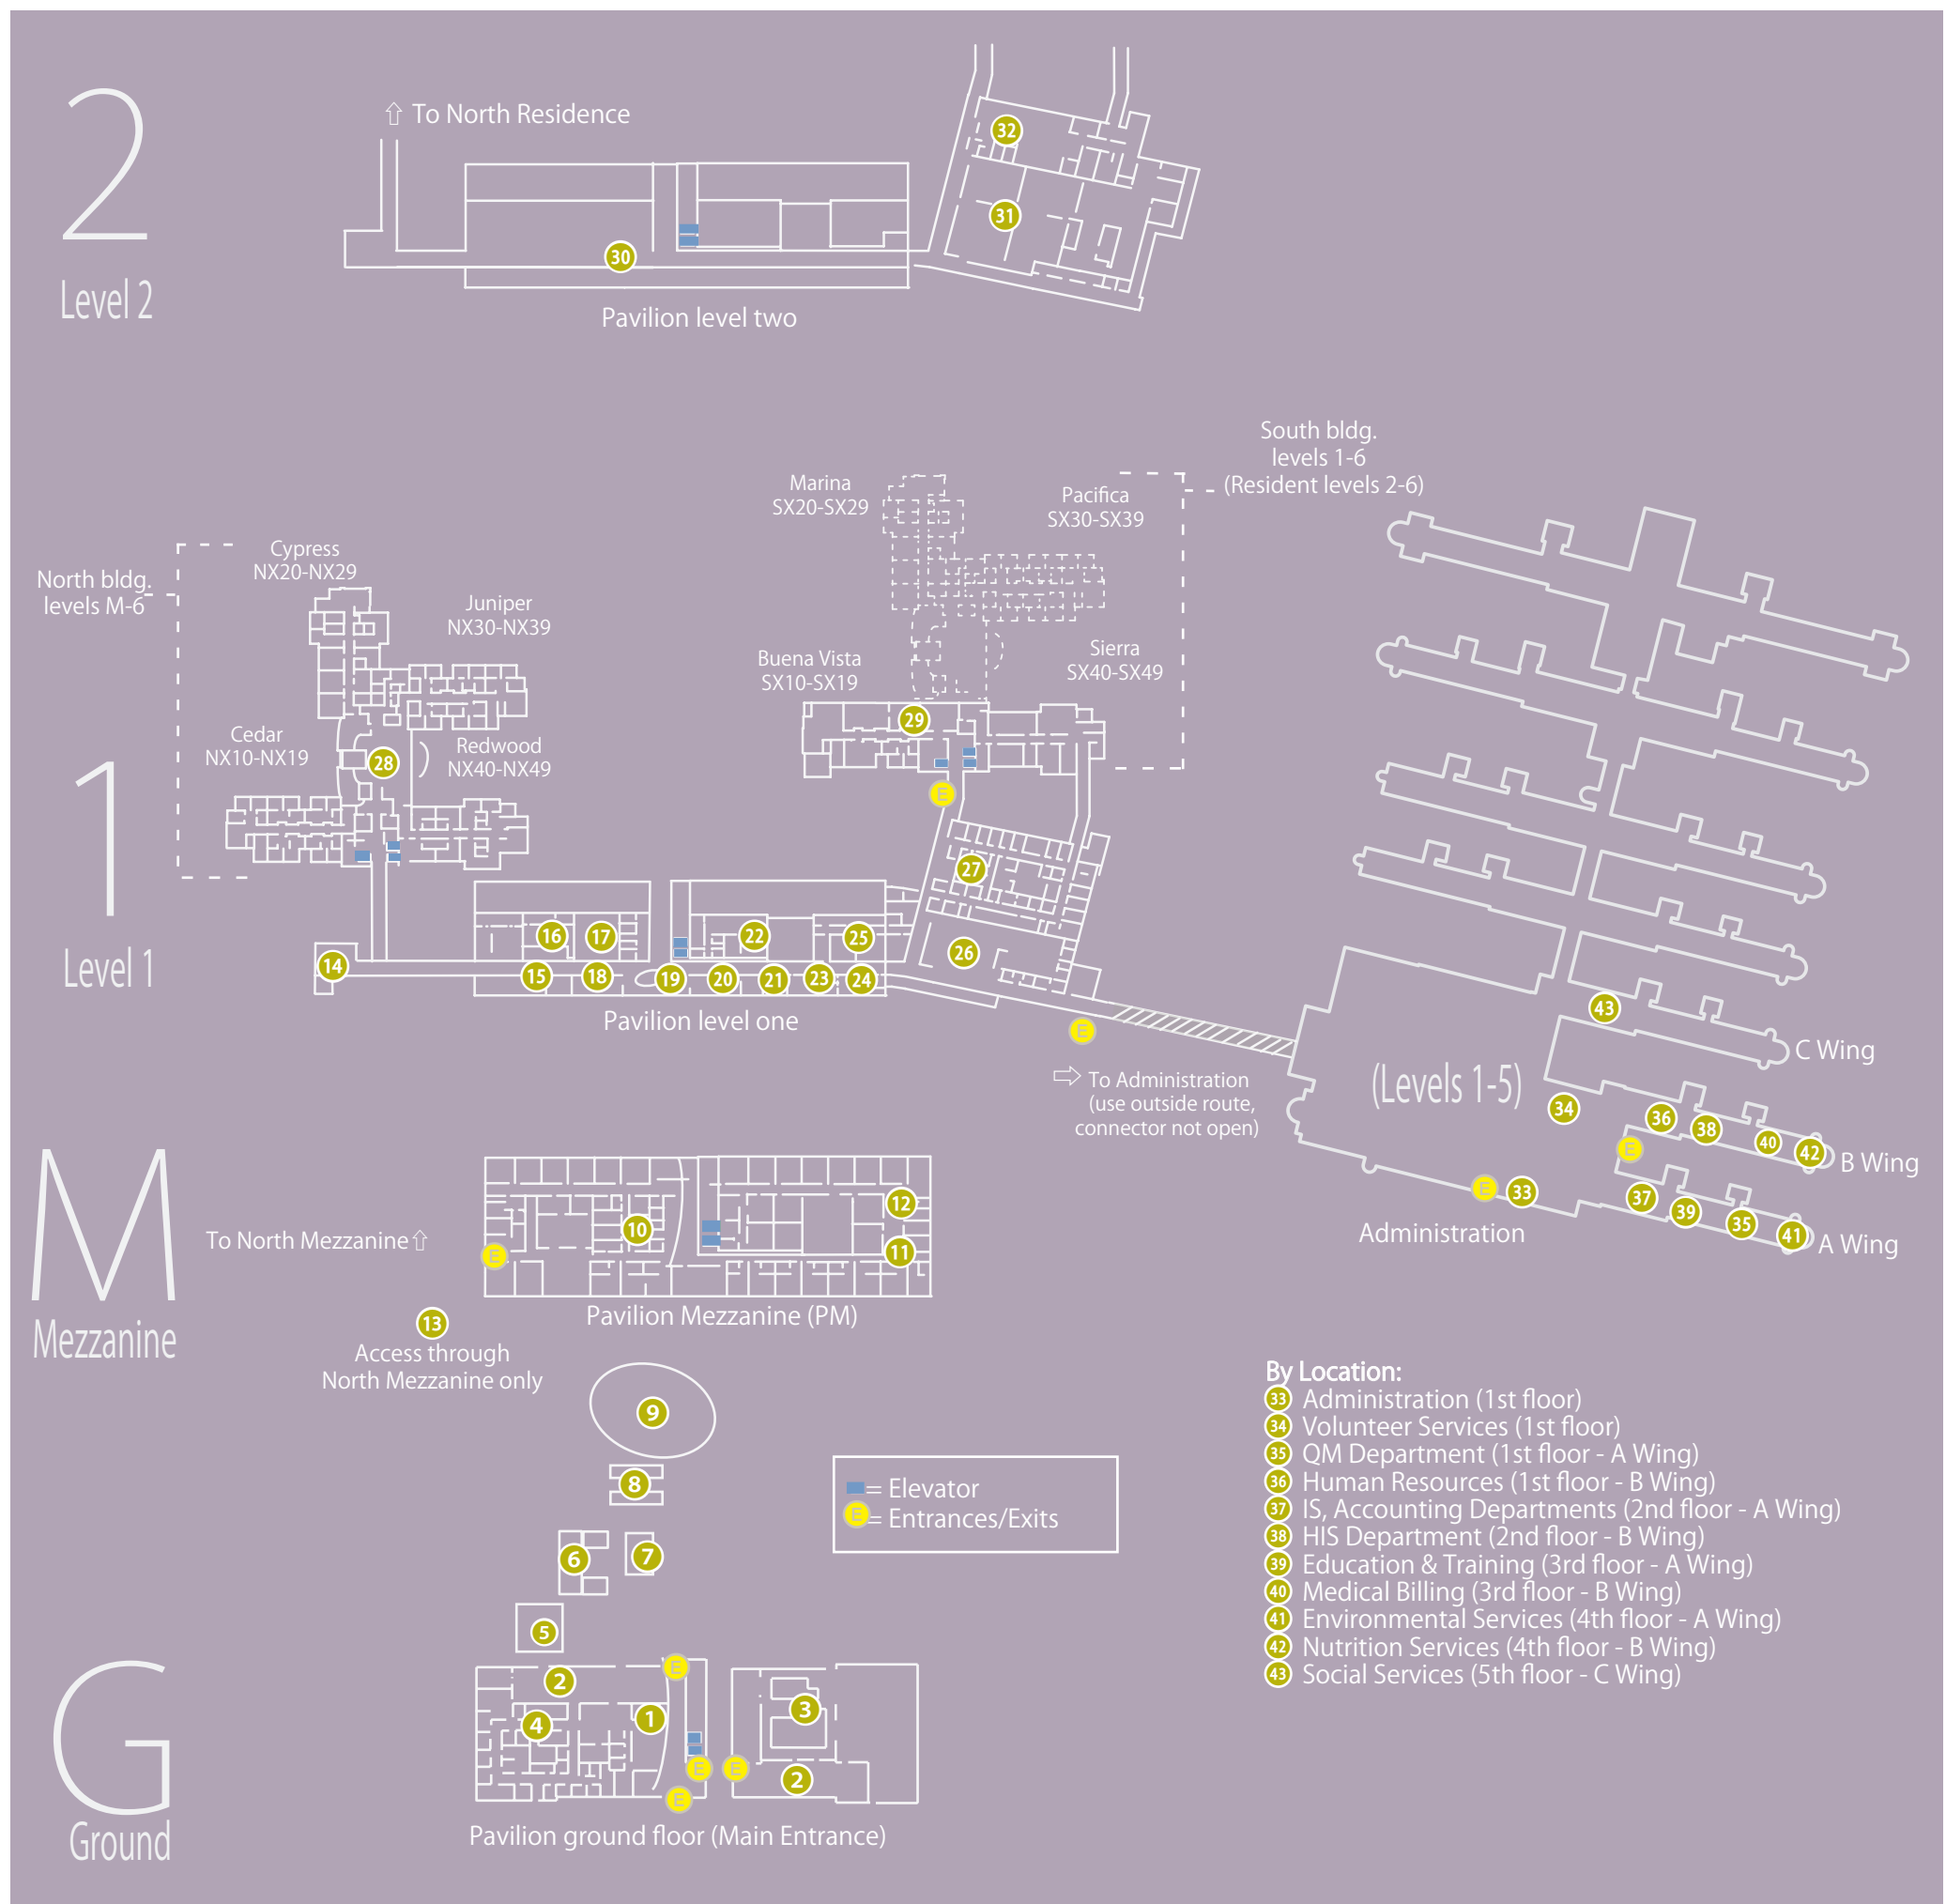 2
Level 2
⇧ To North Residence
32
31
30
Pavilion level two
South bldg.
levels 1-6
(Resident levels 2-6)
Marina
SX20-SX29
Pacifica
SX30-SX39
Cypress
NX20-NX29
North bldg.
levels M-6
Juniper
NX30-NX39
Buena Vista
SX10-SX19
Sierra
SX40-SX49
29
Cedar
NX10-NX19
28
Redwood
NX40-NX49
E
1
Level 1
27
16
17
22
25
26
14
15
18
19
20
21
23
24
Pavilion level one
E
⇨ To Administration
(use outside route,
connector not open)
43
C Wing
(Levels 1-5)
34
36
38
40
42
E
B Wing
E
33
37
39
35
41
A Wing
Administration
M
Mezzanine
To North Mezzanine ⇧
12
10
11
E
Pavilion Mezzanine (PM)
13
Access through
North Mezzanine only
9
8
= Elevator
E = Entrances/Exits
6
7
5
By Location:
33 Administration (1st floor)
34 Volunteer Services (1st floor)
35 QM Department (1st floor - A Wing)
36 Human Resources (1st floor - B Wing)
37 IS, Accounting Departments (2nd floor - A Wing)
38 HIS Department (2nd floor - B Wing)
39 Education & Training (3rd floor - A Wing)
40 Medical Billing (3rd floor - B Wing)
41 Environmental Services (4th floor - A Wing)
42 Nutrition Services (4th floor - B Wing)
43 Social Services (5th floor - C Wing)
G
Ground
E
2
4
1
3
E
E
2
E
Pavilion ground floor (Main Entrance)